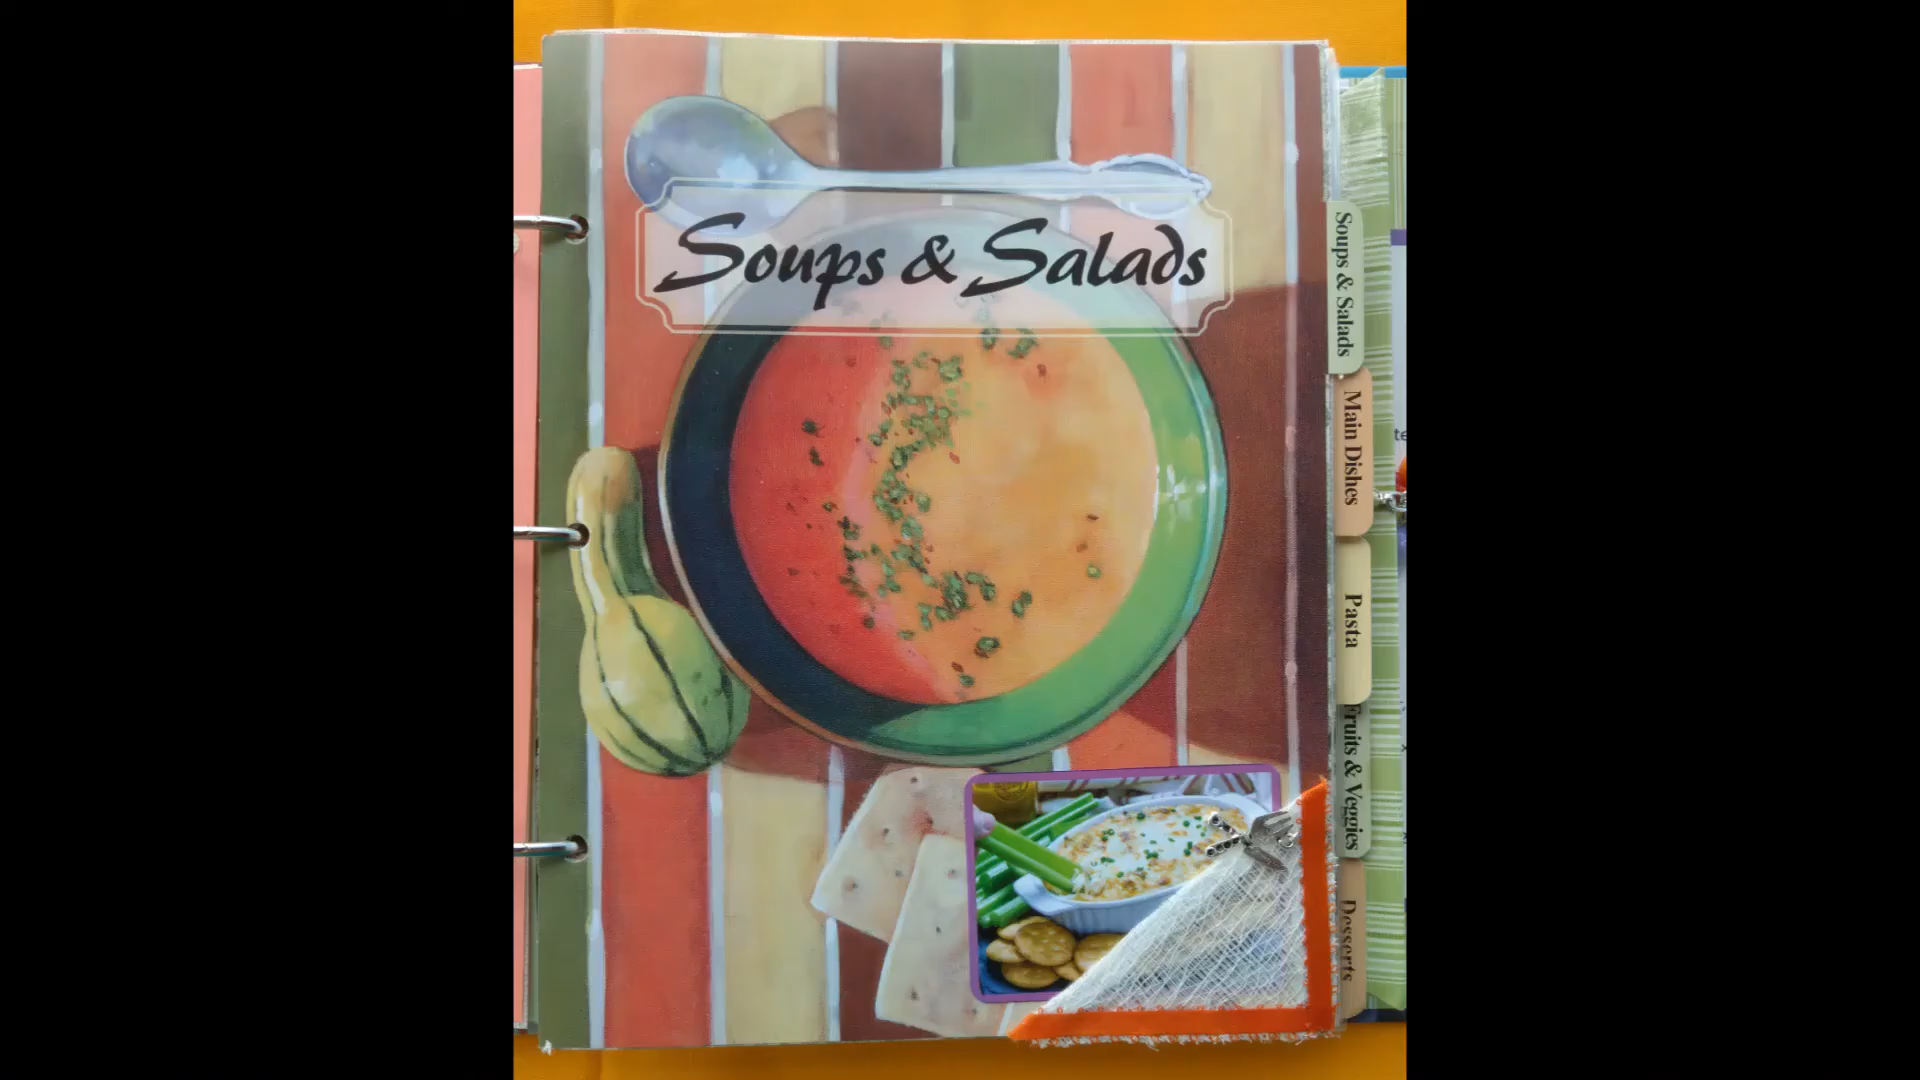 Soups & Salads
Soups & Salads
Main Dishes
Pasta
Fruits & Veggies
Desserts